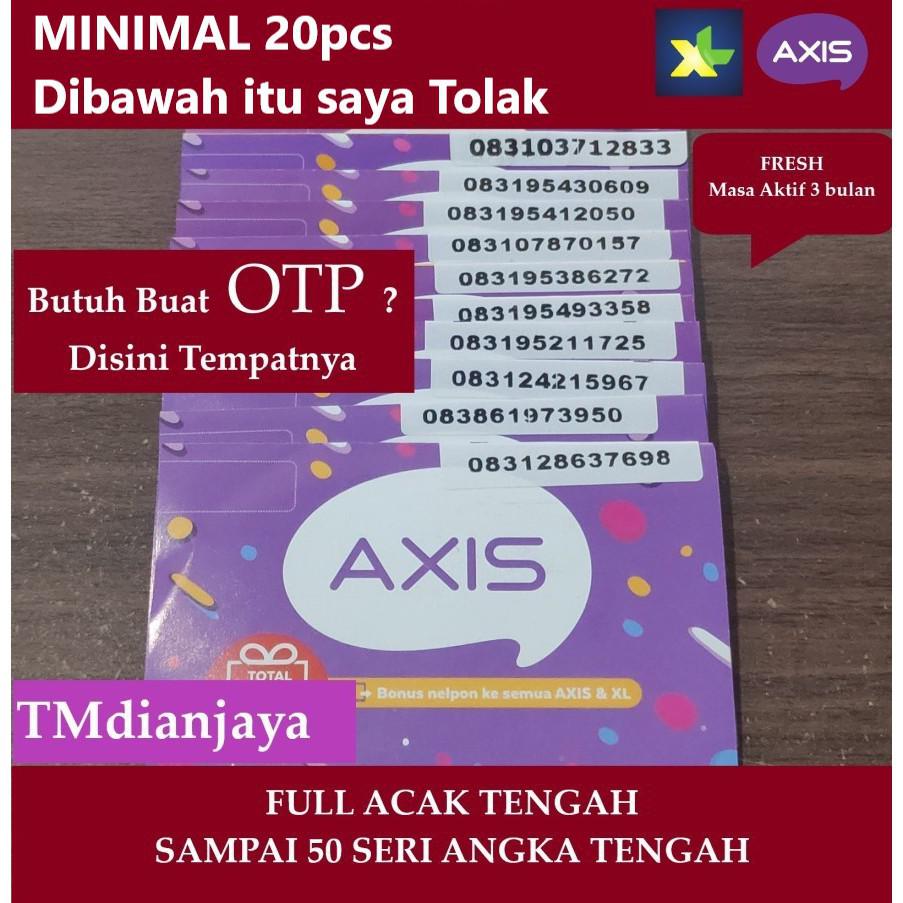 MINIMAL 20pcs
Dibawah itu saya Tolak
XL
AXIS
FRESH
Masa Aktif 3 bulan
083103712833
083195430609
083195412050
083107870157
083195386272
083195493358
083195211725
083124215967
083861973950
083128637698
Butuh Buat OTP ?
Disini Tempatnya
AXIS
TOTAL
Bonus nelpon ke semua AXIS & XL
TMdianjaya
FULL ACAK TENGAH
SAMPAI 50 SERI ANGKA TENGAH